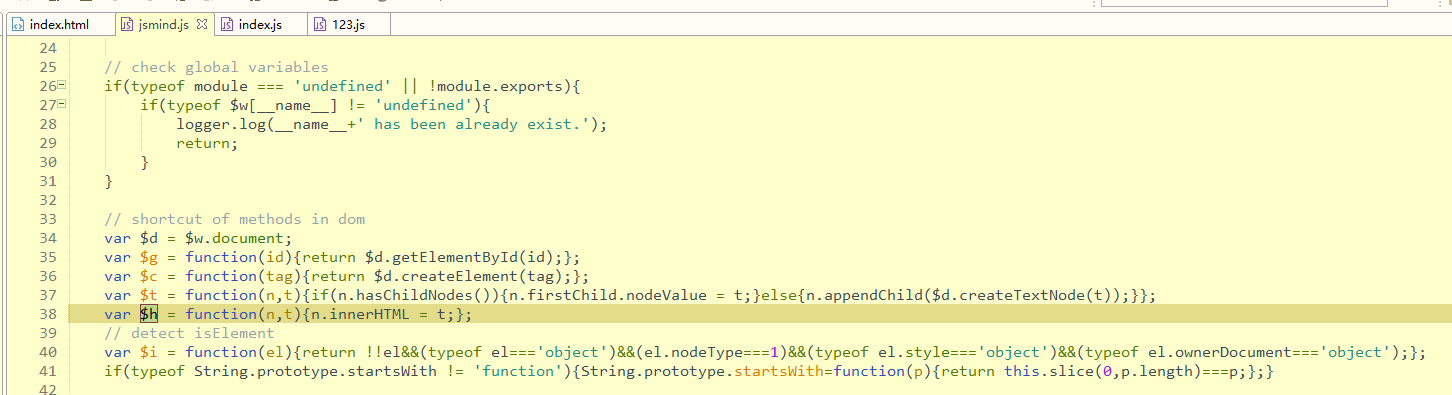 index.html jsmind.js index.js 123.js
24
25 // check global variables
26 if(typeof module === 'undefined' || !module.exports){
27 if(typeof $w[__name__] != 'undefined'){
28 logger.log(__name__+' has been already exist.');
29 return;
30 }
31 }
32
33 // shortcut of methods in dom
34 var $d = $w.document;
35 var $g = function(id){return $d.getElementById(id);};
36 var $c = function(tag){return $d.createElement(tag);};
37 var $t = function(n,t){if(n.hasChildNodes()){n.firstChild.nodeValue = t;}else{n.appendChild($d.createTextNode(t));}};
38 var $h = function(n,t){n.innerHTML = t;};
39 // detect isElement
40 var $i = function(el){return !!el&&(typeof el==='object')&&(el.nodeType===1)&&(typeof el.style==='object')&&(typeof el.ownerDocument==='object');};
41 if(typeof String.prototype.startsWith != 'function'){String.prototype.startsWith=function(p){return this.slice(0,p.length)===p;};}
42